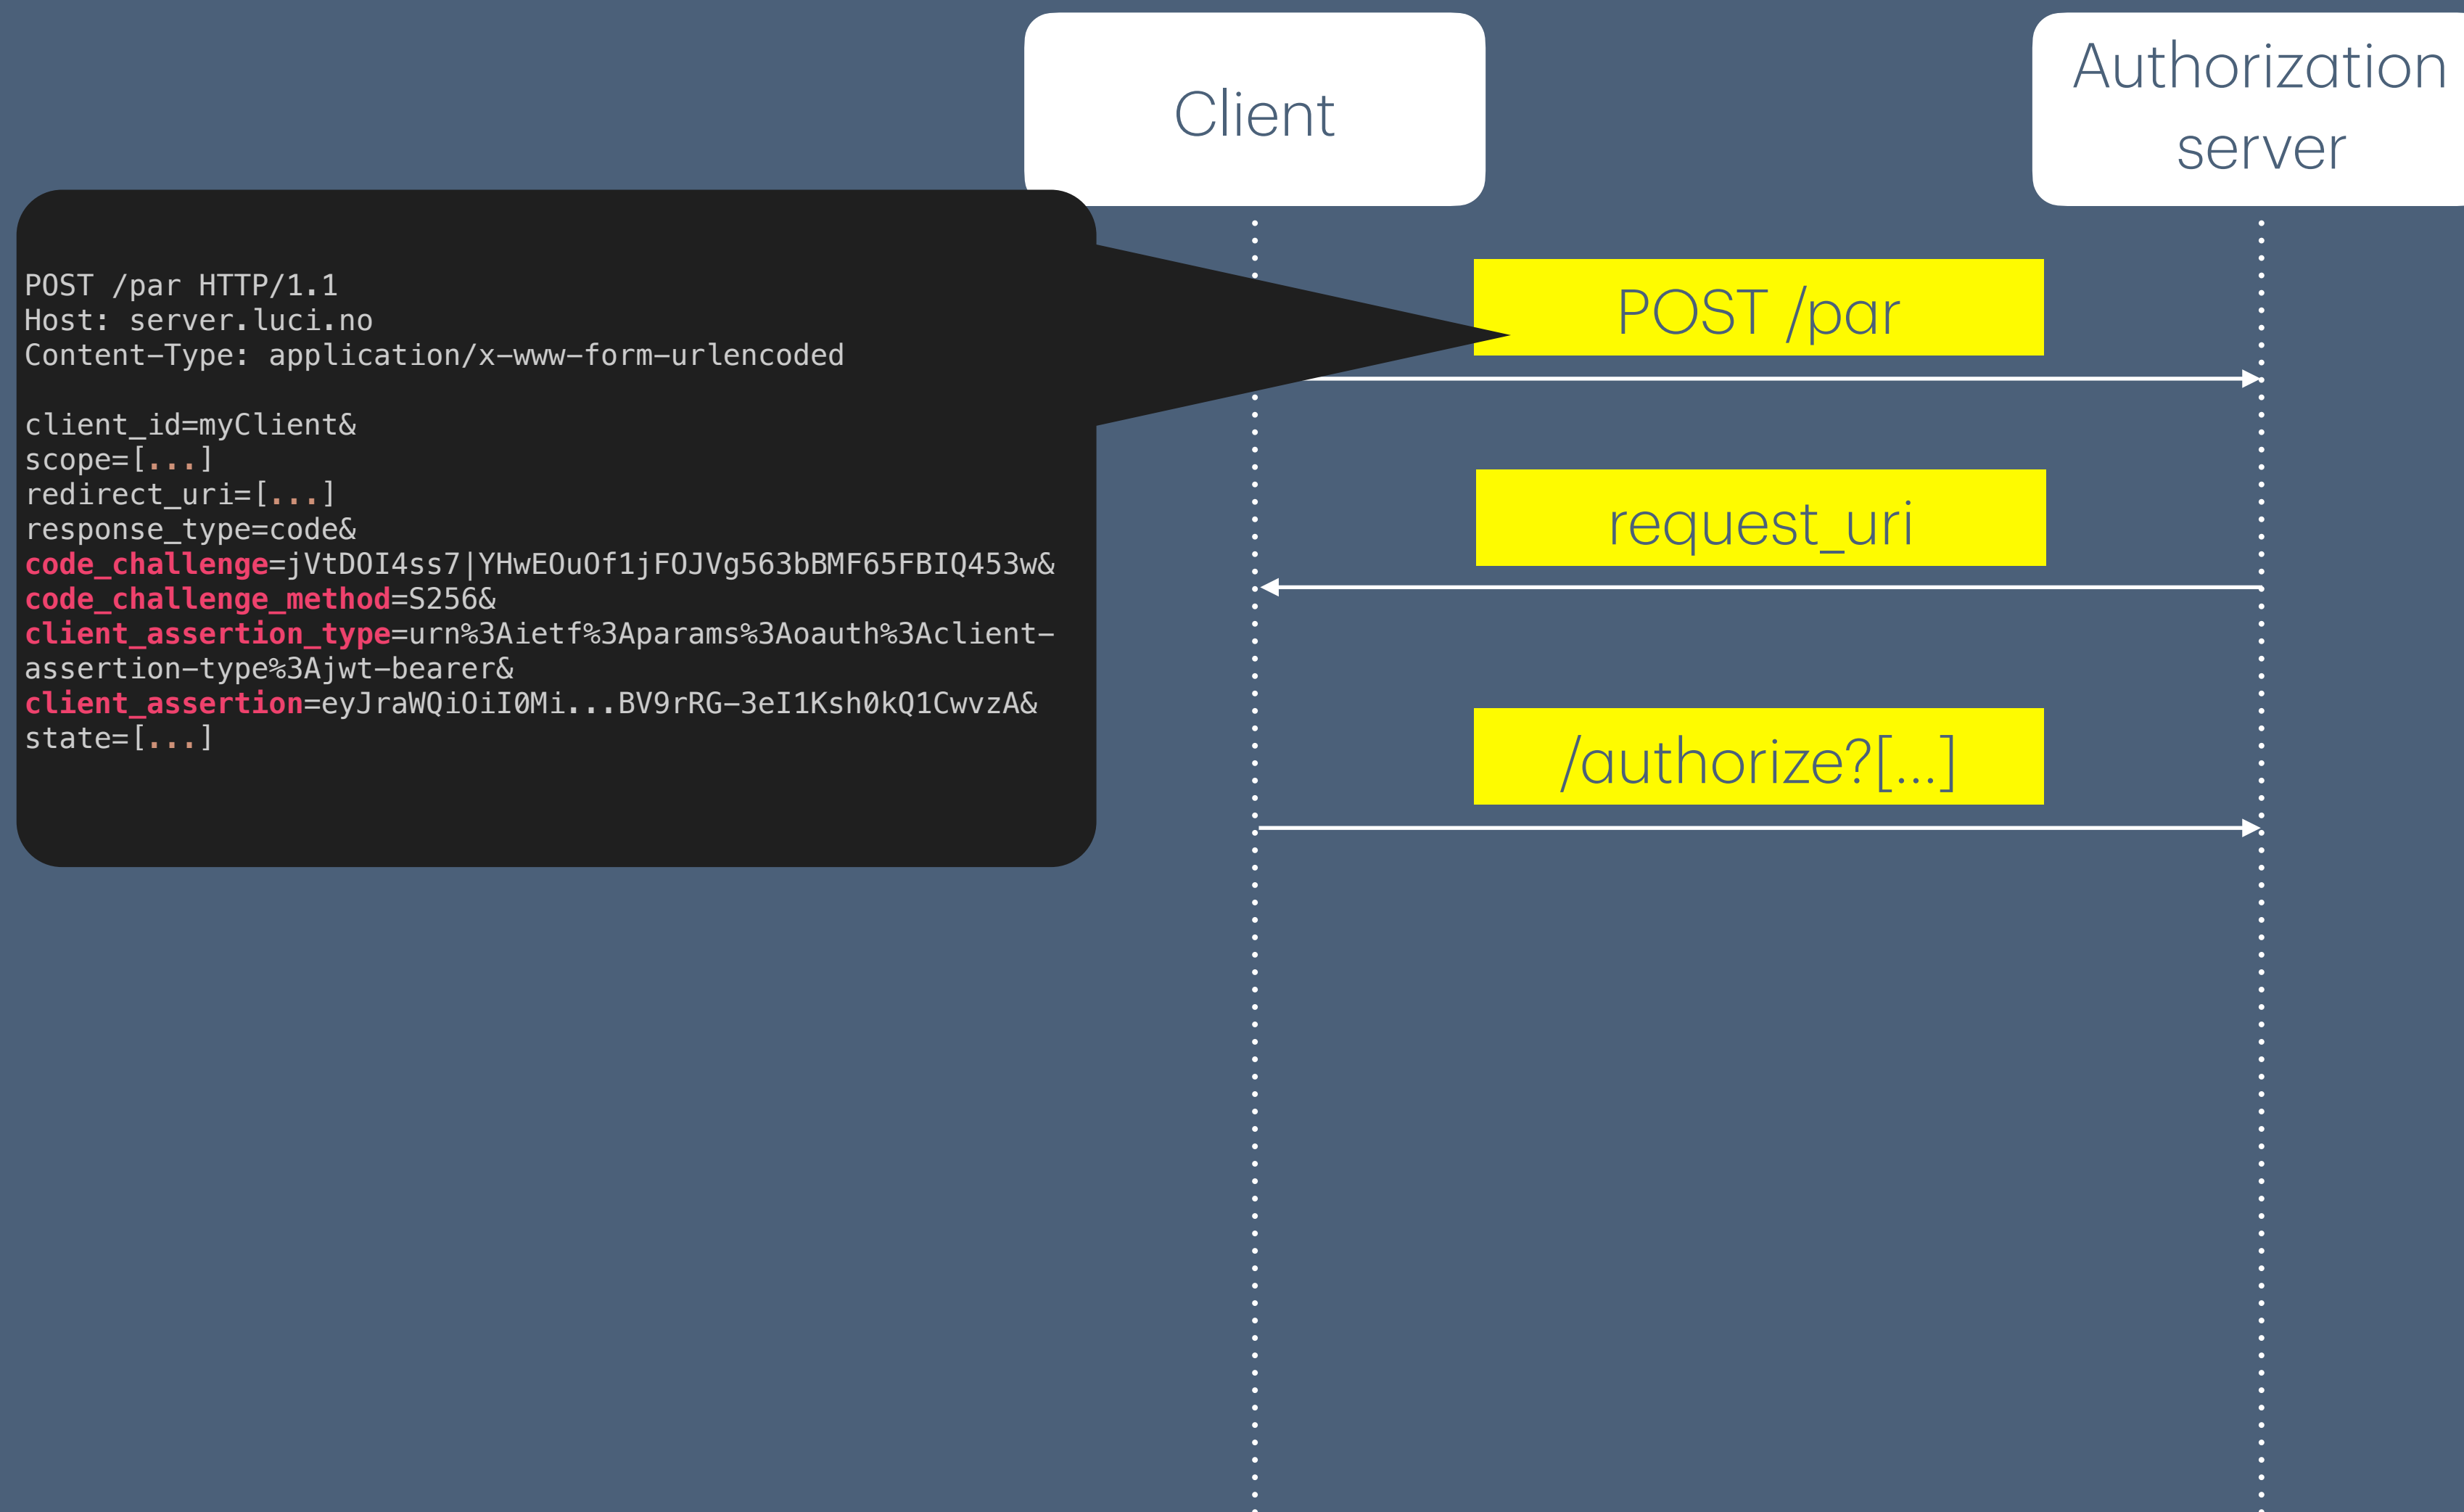 Client
Authorization
server
POST /par HTTP/1.1
Host: server.luci.no
Content-Type: application/x-www-form-urlencoded
client_id=myClient&
scope=[...]
redirect_uri=[...]
response_type=code&
code_challenge=jVtDOI4ss7|YHwEOuOf1jFOJVg563bBMF65FBIQ453w&
code_challenge_method=S256&
client_assertion_type=urn%3Aietf%3Aparams%3Aoauth%3Aclient-
assertion-type%3Ajwt-bearer&
client_assertion=eyJraWQiOiI0Mi...BV9rRG-3eI1Ksh0kQ1CwvzA&
state=[...]
POST /par
request_uri
/authorize?[...]